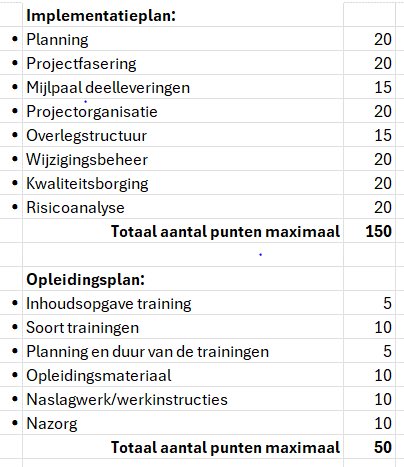 Implementatieplan:
• Planning 20
• Projectfasering 20
• Mijlpaal deelleveringen 15
• Projectorganisatie 20
• Overlegstructuur 15
• Wijzigingsbeheer 20
• Kwaliteitsborging 20
• Risicoanalyse 20
Totaal aantal punten maximaal 150
Opleidingsplan:
• Inhoudsopgave training 5
• Soort trainingen 10
• Planning en duur van de trainingen 5
• Opleidingsmateriaal 10
• Naslagwerk/werkinstructies 10
• Nazorg 10
Totaal aantal punten maximaal 50